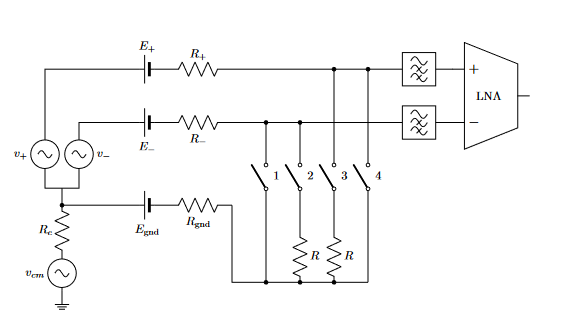 E+
R+
+
LNA
E−
R−
−
v+
v−
1
2
3
4
Egnd
Rgnd
Rc
R
R
vcm